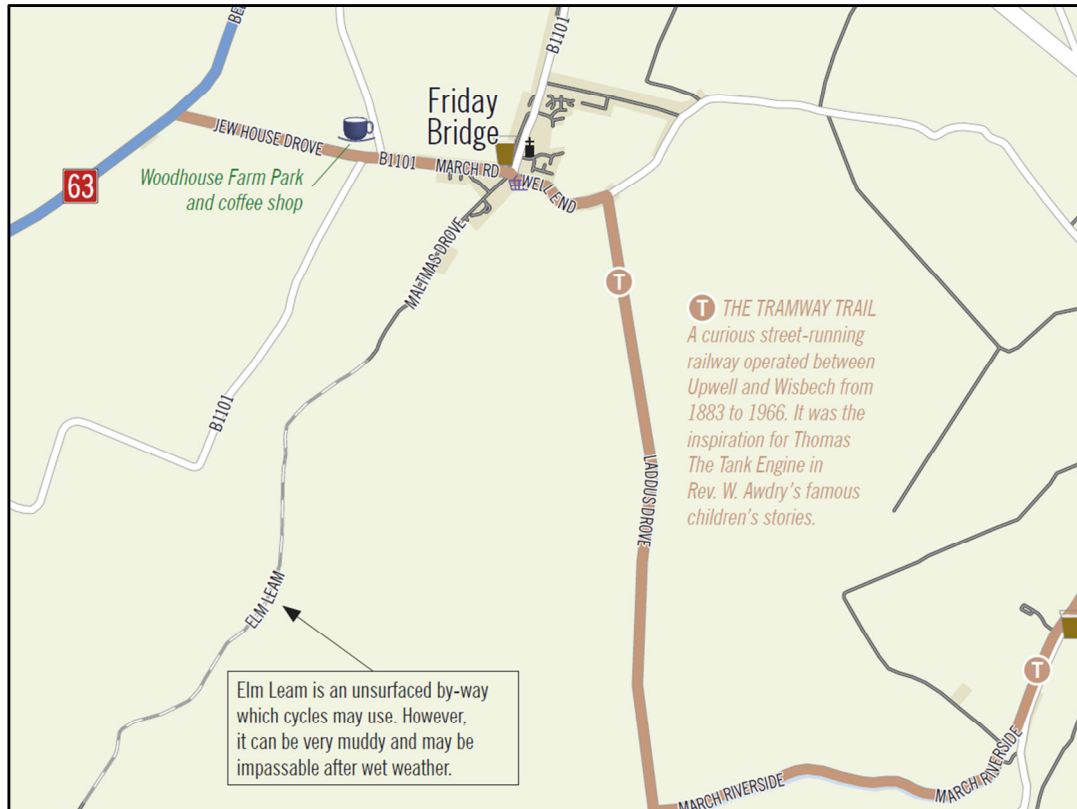 BE
B1101
Friday
Bridge
JEW HOUSE DROVE
B1101
MARCH RD
WELL END
63
Woodhouse Farm Park
and coffee shop
MALTMAS DROVE
T
T THE TRAMWAY TRAIL
A curious street-running
railway operated between
Upwell and Wisbech from
1883 to 1966. It was the
inspiration for Thomas
The Tank Engine in
Rev. W. Awdry's famous
children's stories.
B1101
LADDUS DROVE
ELM LEAM
Elm Leam is an unsurfaced by-way
which cycles may use. However,
it can be very muddy and may be
impassable after wet weather.
T
MARCH RIVERSIDE
MARCH RIVERSIDE